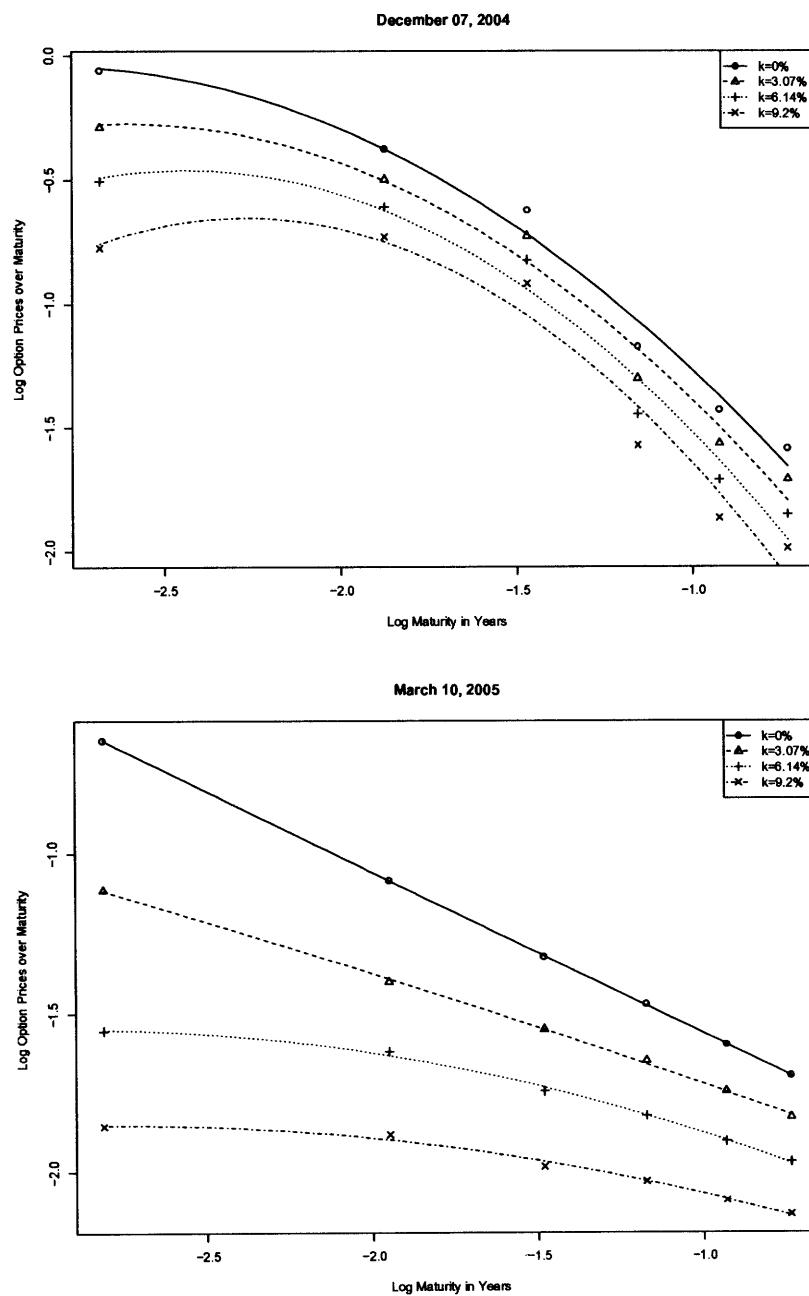 December 07, 2004
k=0%
k=3.07%
k=6.14%
k=9.2%
Log Option Prices over Maturity
0.0
−0.5
−1.0
−1.5
−2.0
−2.5
−2.0
−1.5
−1.0
Log Maturity in Years
March 10, 2005
k=0%
k=3.07%
k=6.14%
k=9.2%
Log Option Prices over Maturity
−1.0
−1.5
−2.0
−2.5
−2.0
−1.5
−1.0
Log Maturity in Years